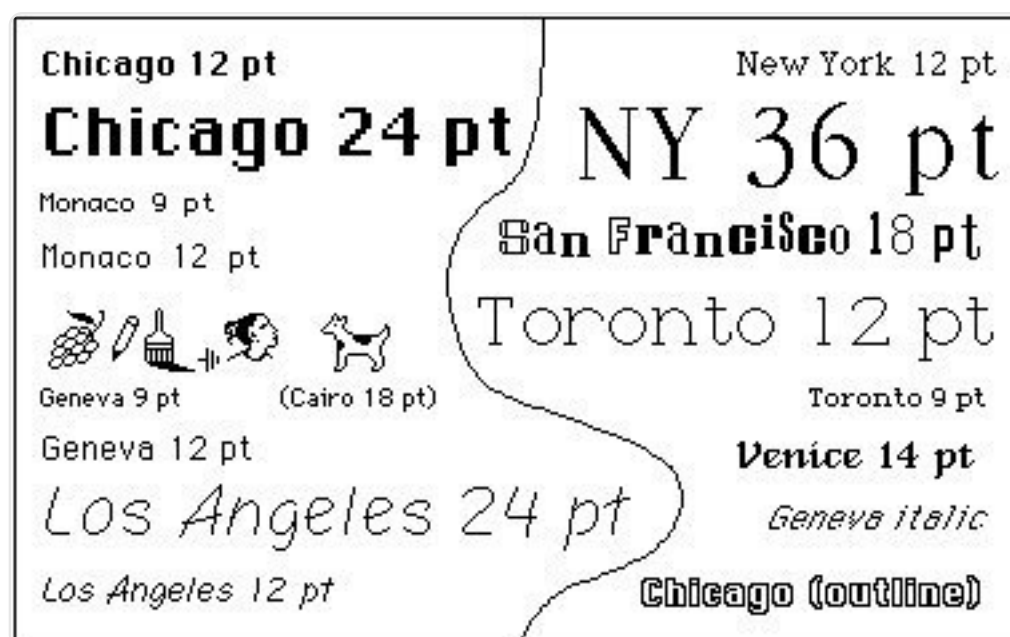 Chicago 12 pt
Chicago 24 pt
Monaco 9 pt
Monaco 12 pt
Geneva 9 pt (Cairo 18 pt)
Geneva 12 pt
Los Angeles 24 pt
Los Angeles 12 pt
New York 12 pt
NY 36 pt
San Francisco 18 pt
Toronto 12 pt
Toronto 9 pt
Venice 14 pt
Geneva italic
Chicago (outline)